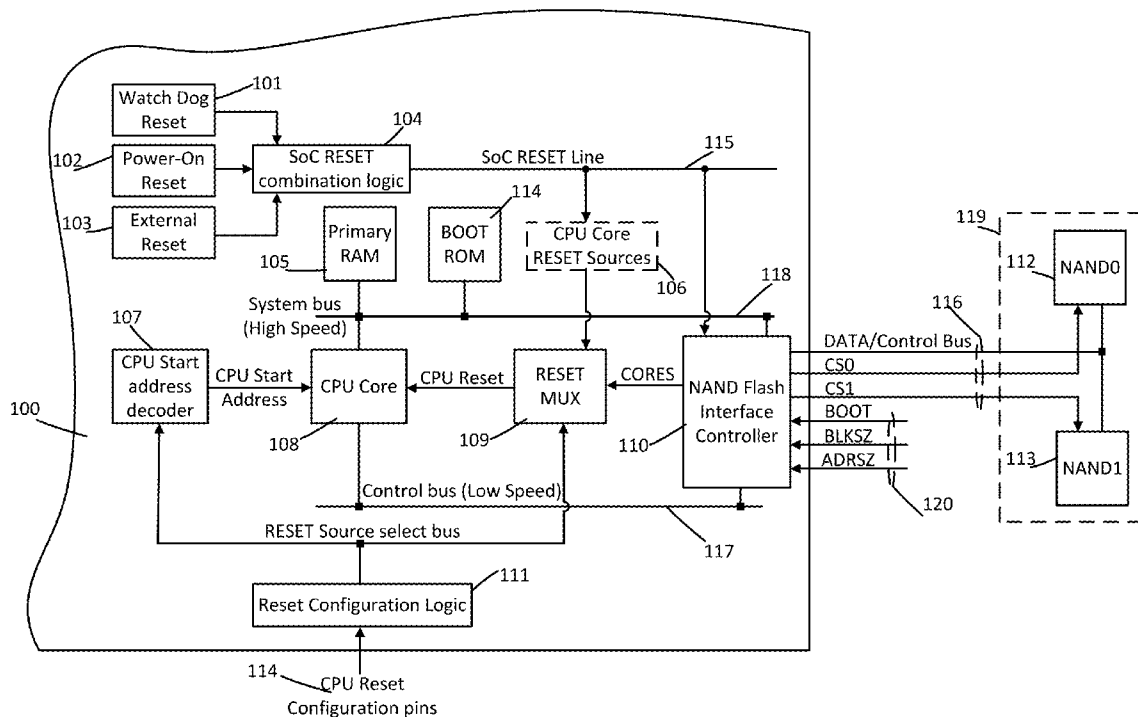 101
Watch Dog
Reset
104
102
Power-On
Reset
SoC RESET
combination logic
SoC RESET Line
115
103
External
Reset
114
Primary
RAM
105
BOOT
ROM
CPU Core
RESET Sources
106
119
112
NAND0
118
System bus
(High Speed)
107
116
DATA/Control Bus
CS0
CS1
CPU Start
address
decoder
CPU Start
Address
CPU Core
108
CPU Reset
RESET
MUX
109
CORES
NAND Flash
Interface
Controller
110
BOOT
BLKSZ
ADRSZ
120
113
NAND1
100
Control bus (Low Speed)
117
RESET Source select bus
111
Reset Configuration Logic
114
CPU Reset
Configuration pins